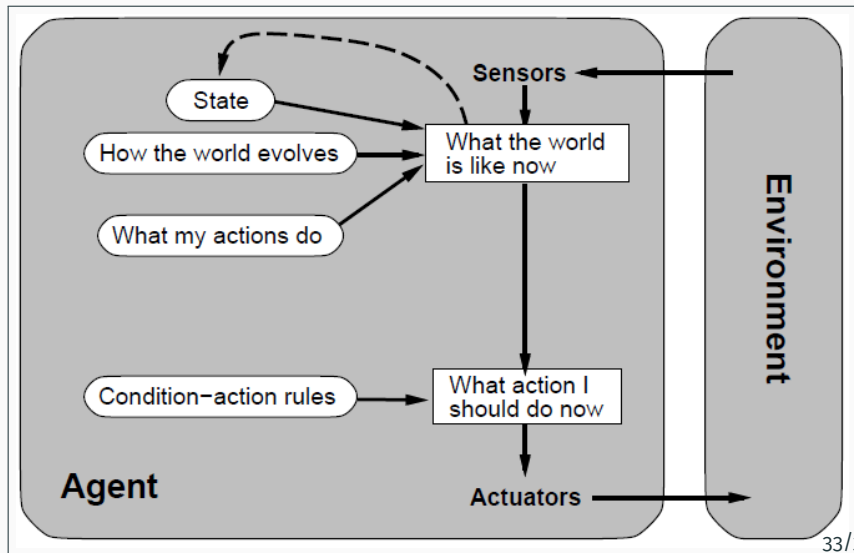 Sensors
State
What the world
is like now
How the world evolves
What my actions do
Environment
Condition−action rules
What action I
should do now
Agent
Actuators
33/